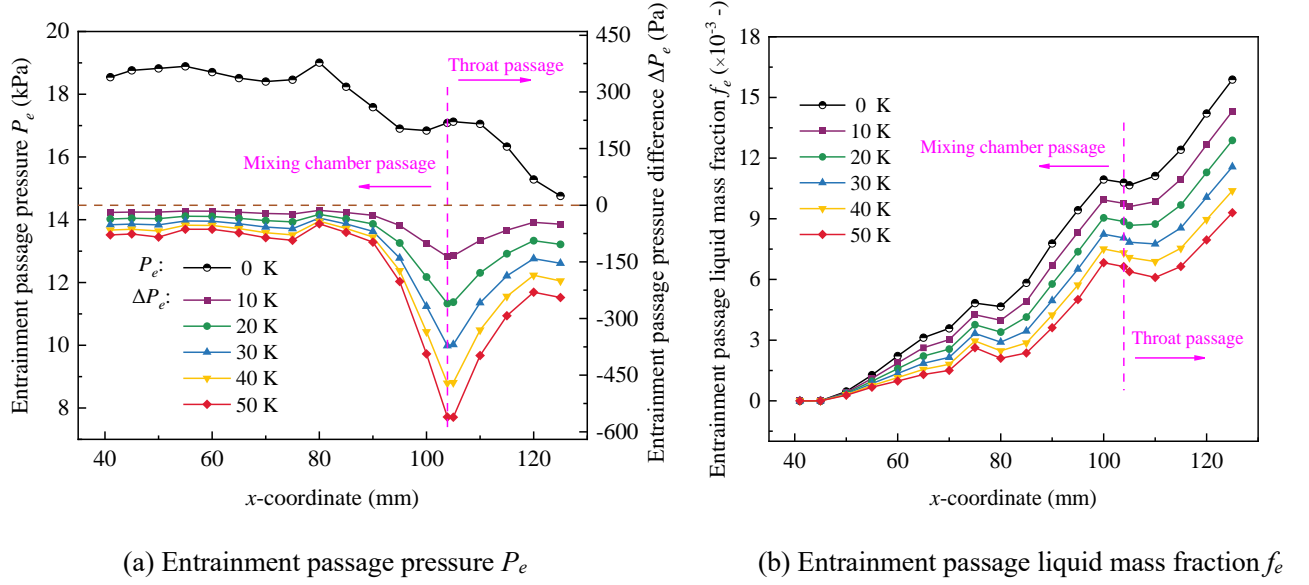 Entrainment passage pressure Pₑ (kPa)
20
18
16
14
12
10
8
450
300
150
0
-150
-300
-450
-600
Entrainment passage pressure difference ΔPₑ (Pa)
Throat passage
Mixing chamber passage
Pₑ:
0 K
ΔPₑ:
10 K
20 K
30 K
40 K
50 K
40 60 80 100 120
x-coordinate (mm)
(a) Entrainment passage pressure Pₑ
Entrainment passage liquid mass fraction fₑ (×10⁻³ -)
18
15
12
9
6
3
0
0 K
10 K
20 K
30 K
40 K
50 K
Mixing chamber passage
Throat passage
40 60 80 100 120
x-coordinate (mm)
(b) Entrainment passage liquid mass fraction fₑ